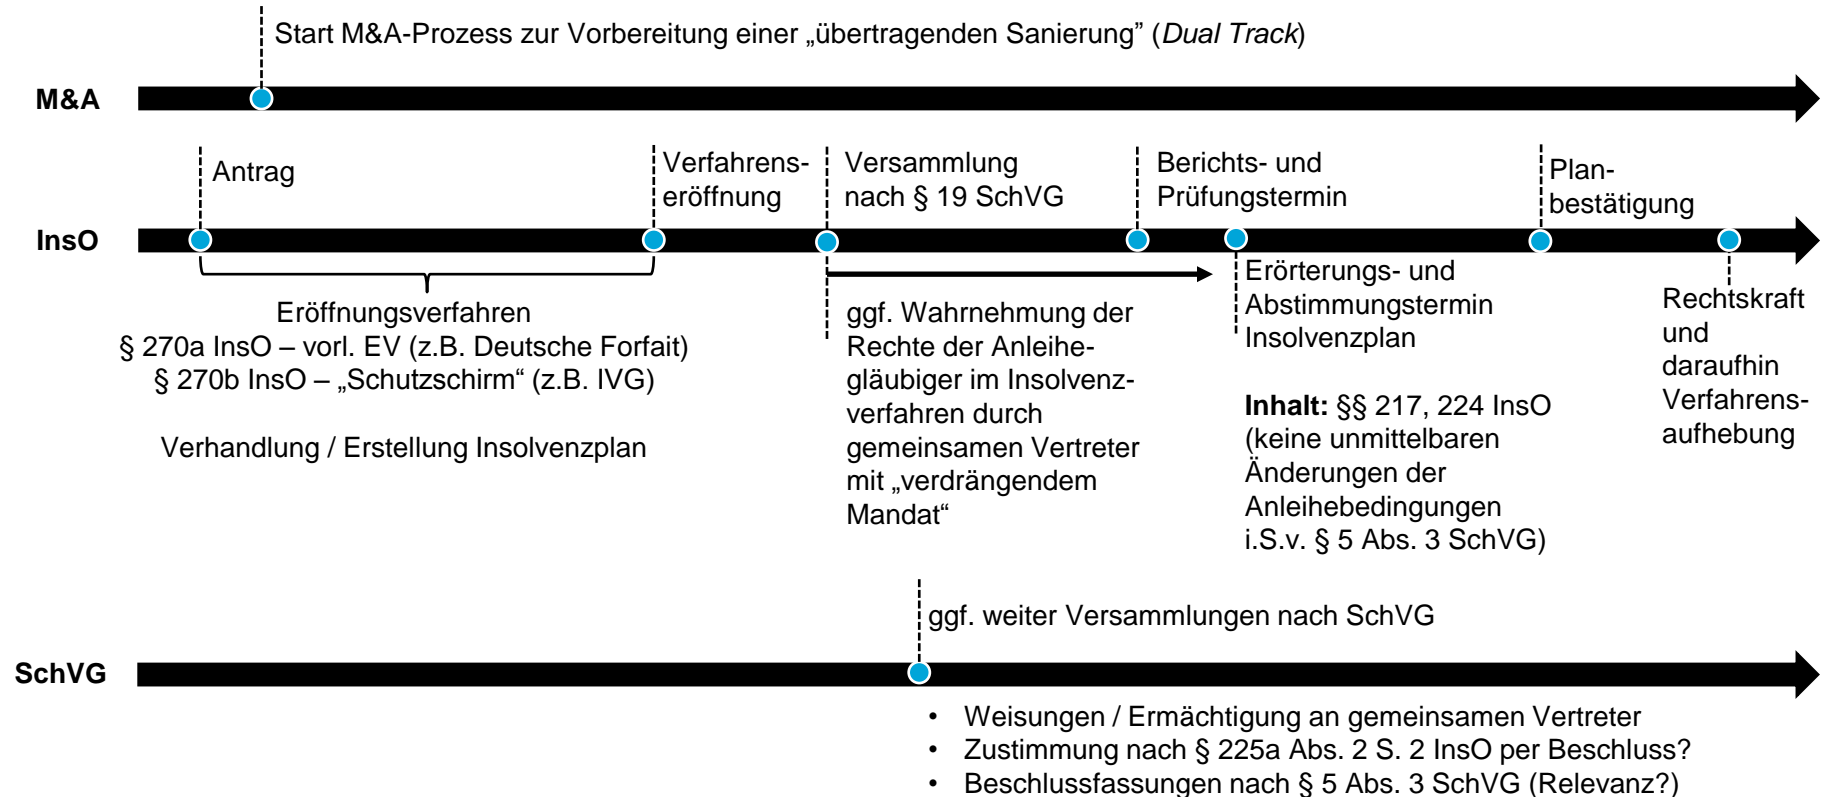 Start M&A-Prozess zur Vorbereitung einer „übertragenden Sanierung” (Dual Track)
M&A
Antrag
Verfahrens-
eröffnung
Versammlung
nach § 19 SchVG
Berichts- und
Prüfungstermin
Plan-
bestätigung
InsO
Eröffnungsverfahren
§ 270a InsO – vorl. EV (z.B. Deutsche Forfait)
§ 270b InsO – „Schutzschirm“ (z.B. IVG)
Verhandlung / Erstellung Insolvenzplan
ggf. Wahrnehmung der
Rechte der Anleihe-
gläubiger im Insolvenz-
verfahren durch
gemeinsamen Vertreter
mit „verdrängendem
Mandat“
Erörterungs- und
Abstimmungstermin
Insolvenzplan
Inhalt: §§ 217, 224 InsO
(keine unmittelbaren
Änderungen der
Anleihebedingungen
i.S.v. § 5 Abs. 3 SchVG)
Rechtskraft
und
daraufhin
Verfahrens-
aufhebung
ggf. weiter Versammlungen nach SchVG
SchVG
• Weisungen / Ermächtigung an gemeinsamen Vertreter
• Zustimmung nach § 225a Abs. 2 S. 2 InsO per Beschluss?
• Beschlussfassungen nach § 5 Abs. 3 SchVG (Relevanz?)